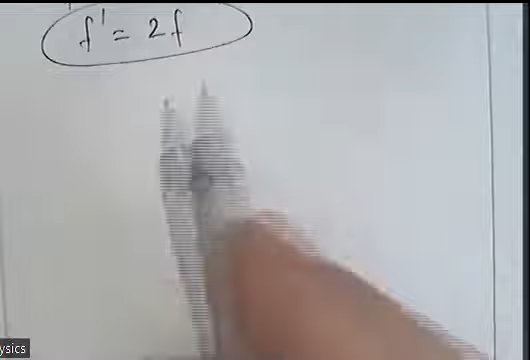 f' = 2f
ysics